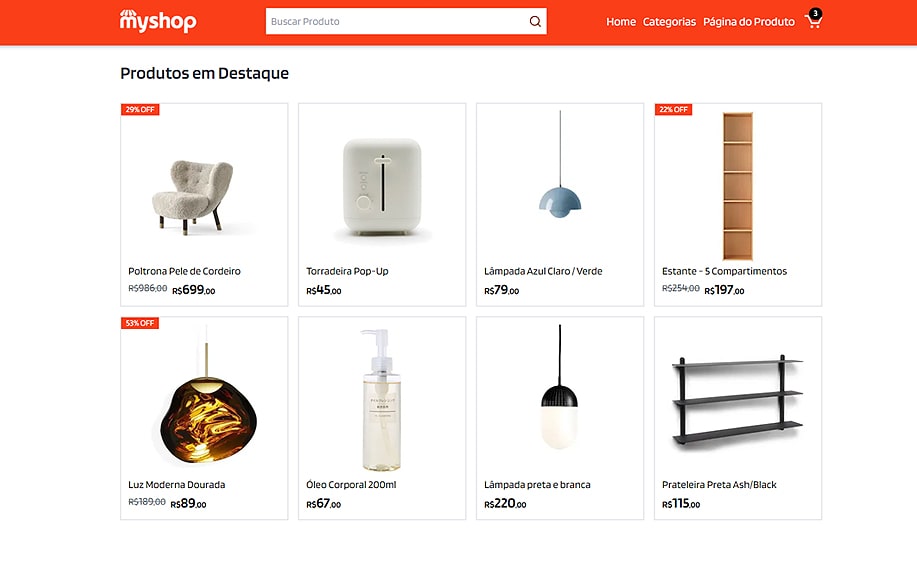 myshop
Buscar Produto
Home Categorias Página do Produto 3
Produtos em Destaque
29% OFF
Poltrona Pele de Cordeiro
R$986,00 R$699,00
Torradeira Pop-Up
R$45,00
Lâmpada Azul Claro / Verde
R$79,00
22% OFF
Estante - 5 Compartimentos
R$254,00 R$197,00
53% OFF
Luz Moderna Dourada
R$189,00 R$89,00
Óleo Corporal 200ml
R$67,00
Lâmpada preta e branca
R$220,00
Prateleira Preta Ash/Black
R$115,00